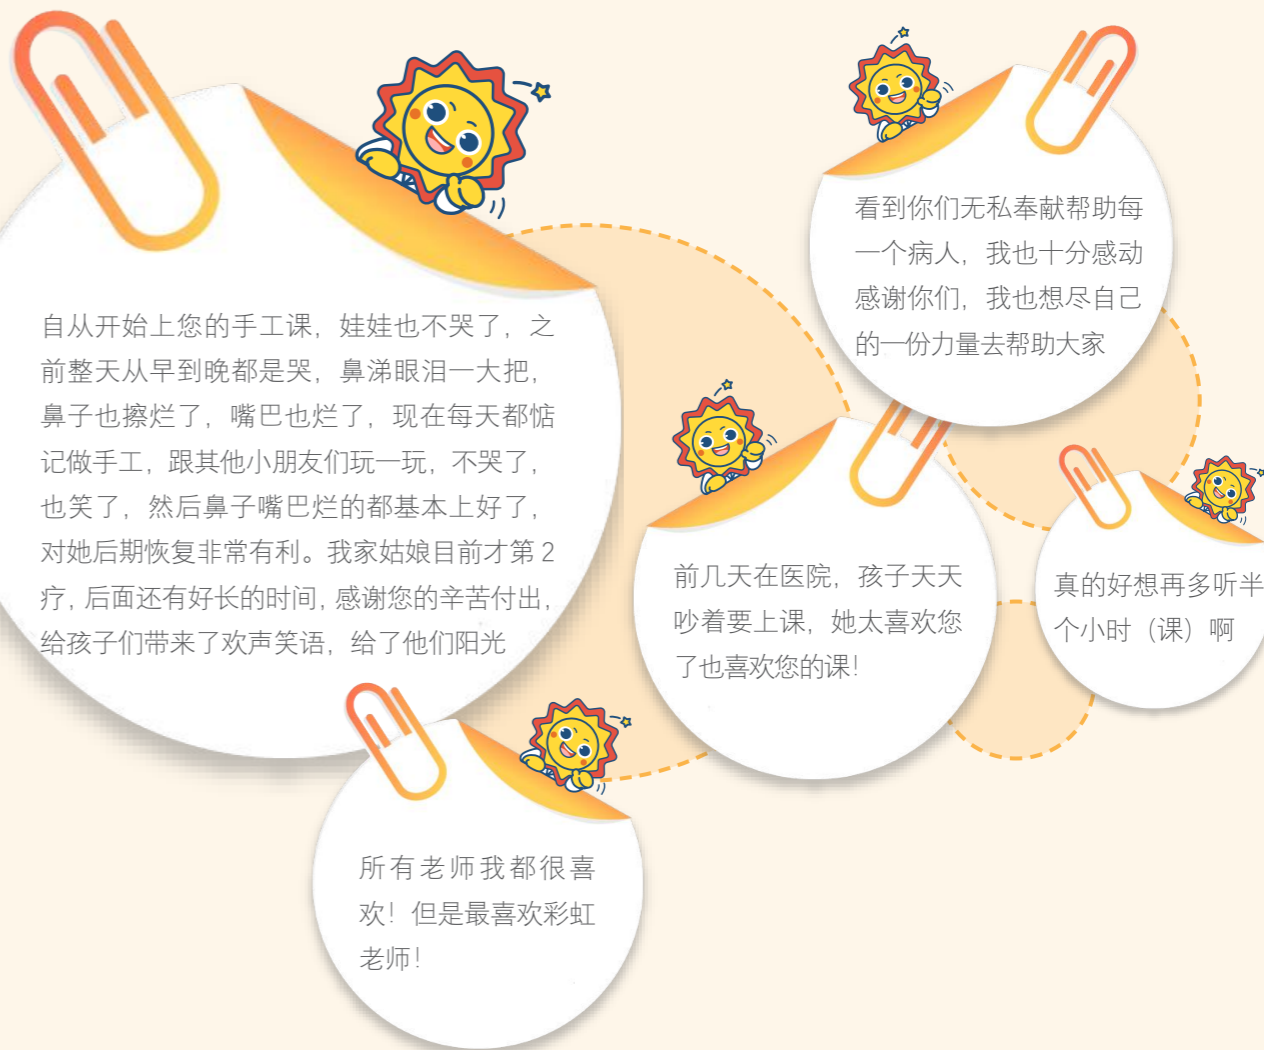 自从开始上您的手工课，娃娃也不哭了，之
前整天从早到晚都是哭，鼻涕眼泪一大把，
鼻子也擦烂了，嘴巴也烂了，现在每天都惦
记做手工，跟其他小朋友们玩一玩，不哭了，
也笑了，然后鼻子嘴巴烂的都基本上好了，
对她后期恢复非常有利。我家姑娘目前才第 2
疗，后面还有好长的时间，感谢您的辛苦付出，
给孩子们带来了欢声笑语，给了他们阳光
看到你们无私奉献帮助每
一个病人，我也十分感动
感谢你们，我也想尽自己
的一份力量去帮助大家
前几天在医院，孩子天天
吵着要上课，她太喜欢您
了也喜欢您的课！
真的好想再多听半
个小时（课）啊
所有老师我都很喜
欢！但是最喜欢彩虹
老师！